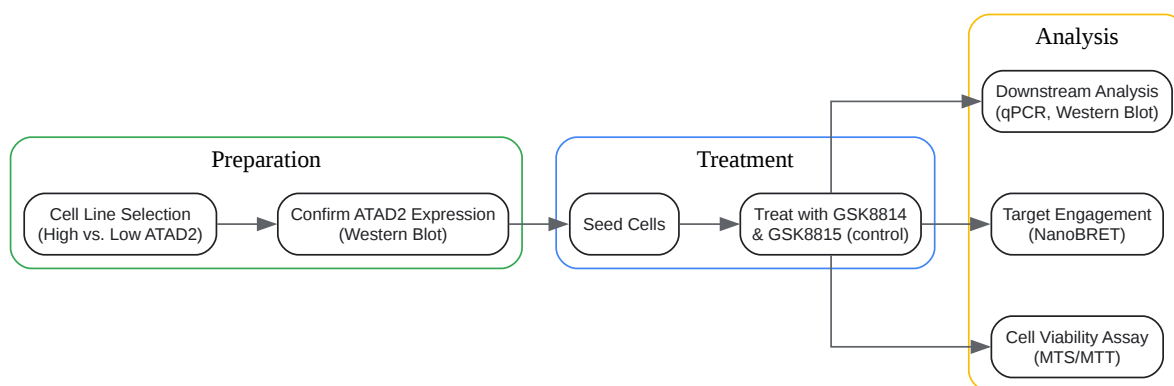 Preparation
Cell Line Selection
(High vs. Low ATAD2)
Confirm ATAD2 Expression
(Western Blot)
Treatment
Seed Cells
Treat with GSK8814
& GSK8815 (control)
Analysis
Downstream Analysis
(qPCR, Western Blot)
Target Engagement
(NanoBRET)
Cell Viability Assay
(MTS/MTT)